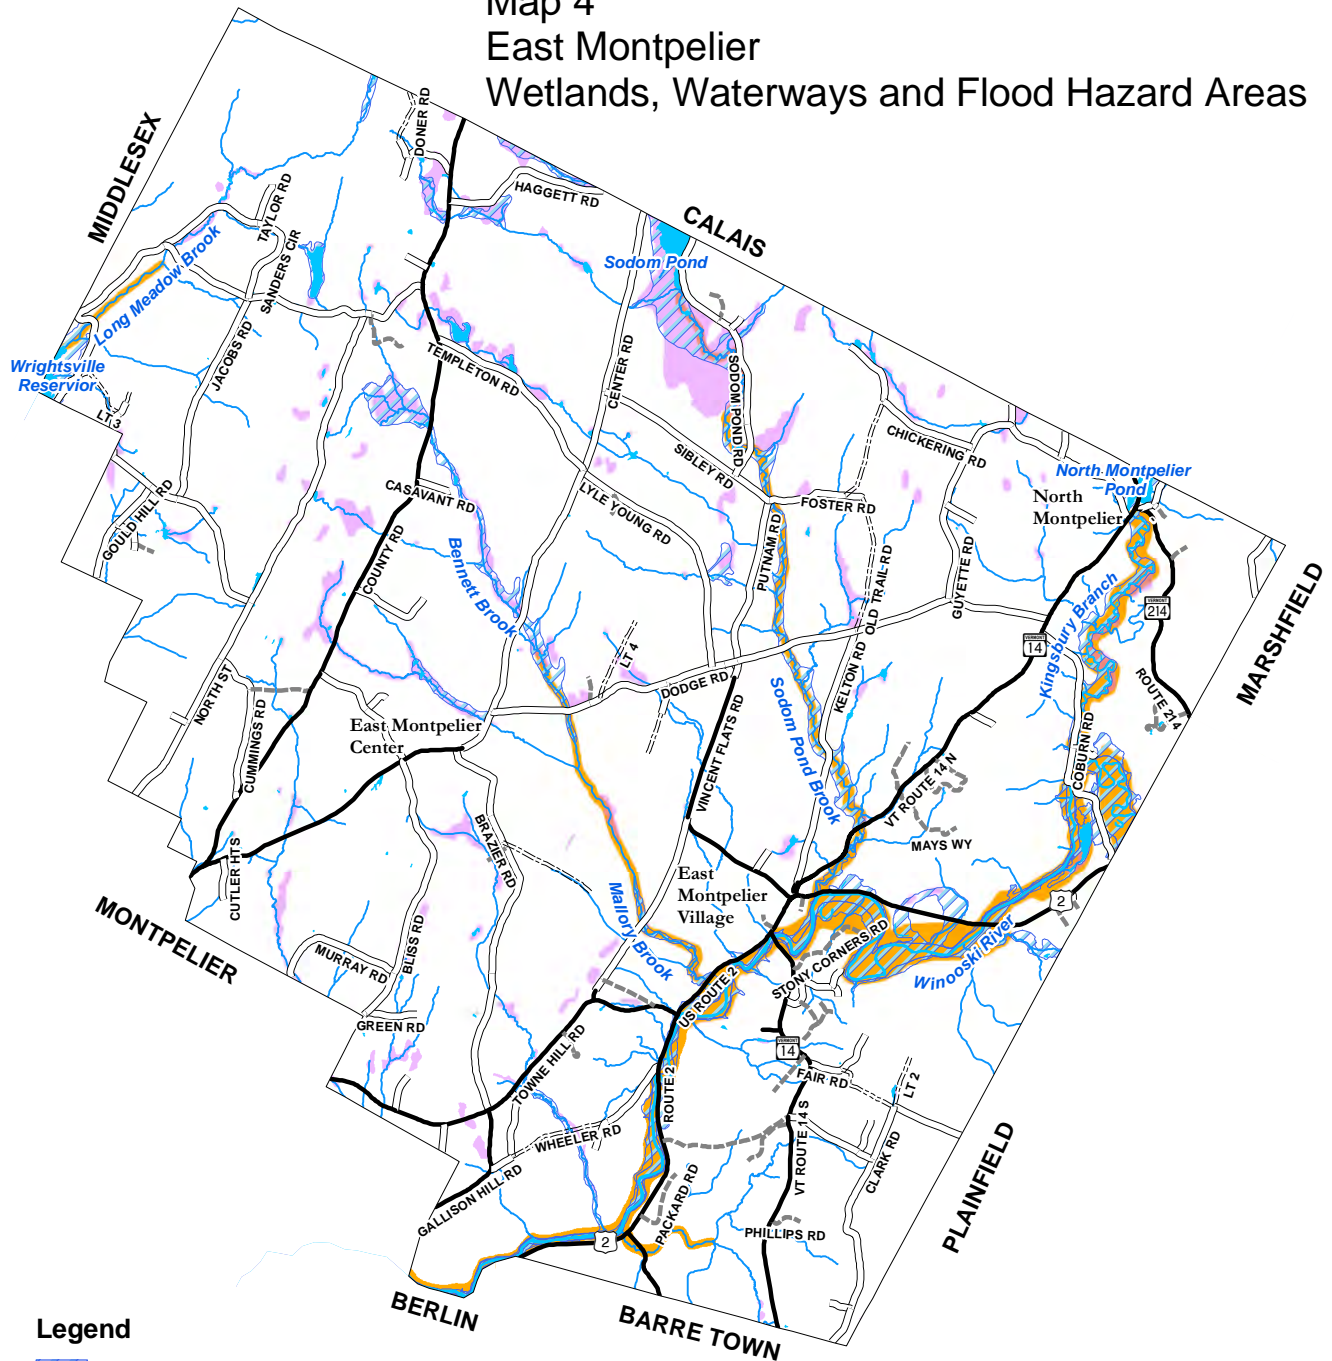 Map 4
East Montpelier
Wetlands, Waterways and Flood Hazard Areas
MIDDLESEX
DONER RD
HAGGETT RD
CALAIS
TAYLOR RD
SANDERS CIR
Long Meadow Brook
Sodom Pond
Wrightsville
Reservior
JACOBS RD
LT 3
TEMPLETON RD
CENTER RD
SODOM POND RD
SIBLEY RD
CHICKERING RD
North Montpelier
Pond
North
Montpelier
GOULD HILL RD
CASAVANT RD
LYLE YOUNG RD
FOSTER RD
COUNTY RD
Bennett Brook
PUTNAM RD
OLD TRAIL RD
GUYETTE RD
Kingsbury Branch
VERMONT
214
VERMONT
14
MARSHFIELD
NORTH ST
LT 4
DODGE RD
KELTON RD
ROUTE 214
CUMMINGS RD
East Montpelier
Center
VINCENT FLATS RD
Sodom Pond Brook
COBURN RD
VT ROUTE 14 N
MAYS WY
BRAZIER RD
CUTLER HTS
East
Montpelier
Village
2
MONTPELIER
MURRAY RD
BLISS RD
Mallory Brook
STONY CORNERS RD
Winooski River
US ROUTE 2
GREEN RD
TOWNE HILL RD
VERMONT
14
FAIR RD
LT 2
ROUTE 2
WHEELER RD
VT ROUTE 14 S
CLARK RD
GALLISON HILL RD
PACKARD RD
PHILLIPS RD
PLAINFIELD
2
BERLIN
BARRE TOWN
Legend